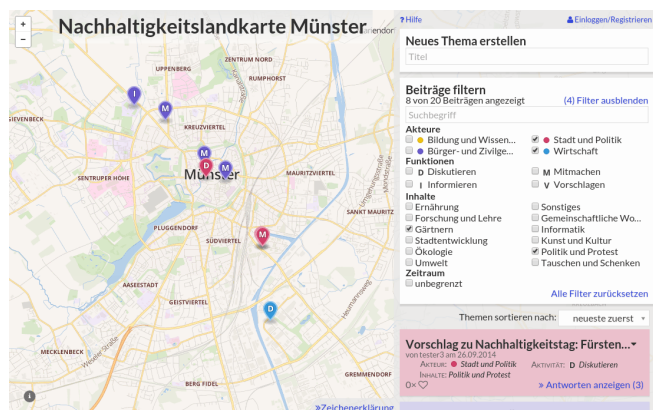 Nachhaltigkeitslandkarte Münster
+
−
ZENTRUM NORD
UPPENBERG
RUMPHORST
GIEVENBECK
KREUZVIERTEL
SENTRUPER HÖHE
Münster
MAURITZVIERTEL
SANKT MAURITZ
PLUGGENDORF
SÜDVIERTEL
AASEESTADT
GEISTVIERTEL
MECKLENBECK
Weseler Straße
BERG FIDEL
GREMMENDORF
I
M
M
D
M
M
D
i
»Zeichenerklärung
? Hilfe
Einloggen/Registrieren
Neues Thema erstellen
Titel
Beiträge filtern
8 von 20 Beiträgen angezeigt (4) Filter ausblenden
Suchbegriff
Akteure
Bildung und Wissen... Stadt und Politik
Bürger- und Zivilge... Wirtschaft
Funktionen
D Diskutieren M Mitmachen
I Informieren V Vorschlagen
Inhalte
Ernährung Sonstiges
Forschung und Lehre Gemeinschaftliche Wo...
Gärtnern Informatik
Stadtentwicklung Kunst und Kultur
Ökologie Politik und Protest
Umwelt Tauschen und Schenken
Zeitraum
unbegrenzt
Alle Filter zurücksetzen
Themen sortieren nach: neueste zuerst
Vorschlag zu Nachhaltigkeitstag: Fürsten...
von tester3 am 26.09.2014
AKTEUR: Stadt und Politik AKTIVITÄT: D Diskutieren
INHALTE: Politik und Protest
0× » Antworten anzeigen (3)